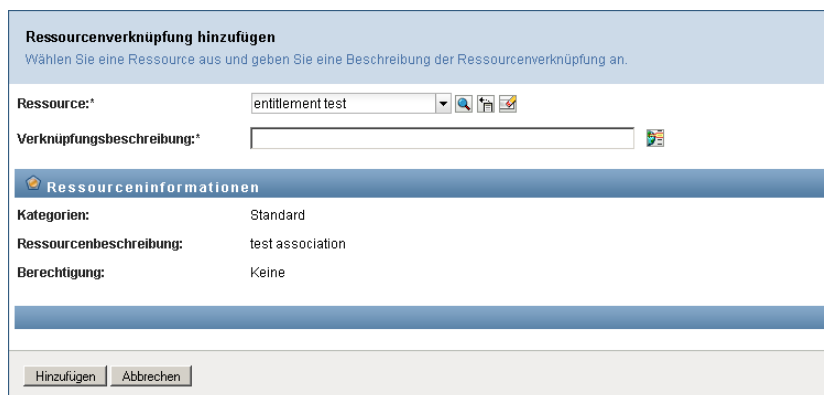 Ressourcenverknüpfung hinzufügen
Wählen Sie eine Ressource aus und geben Sie eine Beschreibung der Ressourcenverknüpfung an.
Ressource:* entitlement test
Verknüpfungsbeschreibung:*
Ressourceninformationen
Kategorien: Standard
Ressourcenbeschreibung: test association
Berechtigung: Keine
Hinzufügen Abbrechen